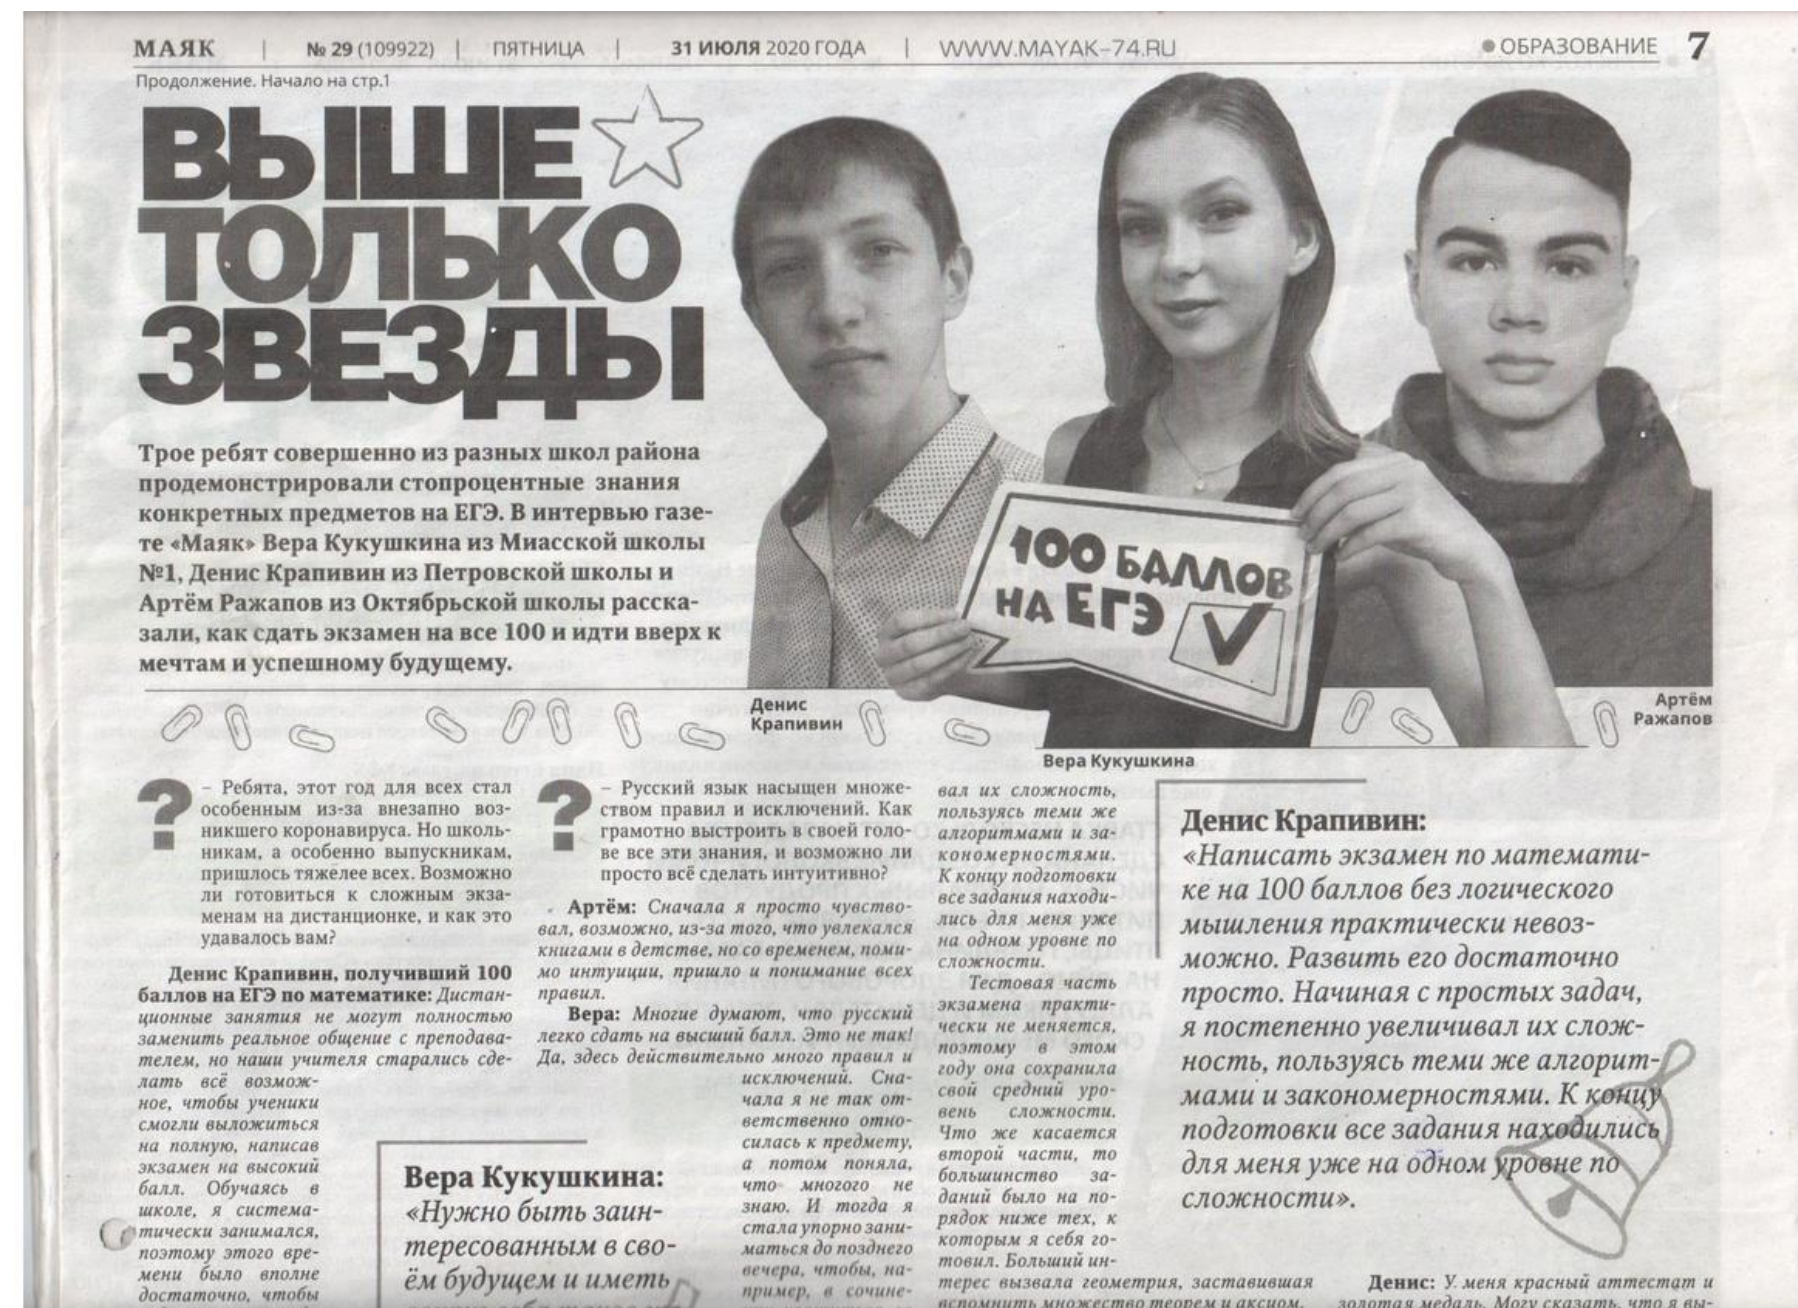 МАЯК | № 29 (109922) | ПЯТНИЦА | 31 ИЮЛЯ 2020 ГОДА | WWW.MAYAK-74.RU ● ОБРАЗОВАНИЕ 7
Продолжение. Начало на стр.1
ВЫШЕ
ТОЛЬКО
ЗВЕЗДЫ
Трое ребят совершенно из разных школ района
продемонстрировали стопроцентные знания
конкретных предметов на ЕГЭ. В интервью газе-
те «Маяк» Вера Кукушкина из Миасской школы
№1, Денис Крапивин из Петровской школы и
Артём Ражапов из Октябрьской школы расска-
зали, как сдать экзамен на все 100 и идти вверх к
мечтам и успешному будущему.
100 БАЛЛОВ
НА ЕГЭ
Денис
Крапивин
Вера Кукушкина
Артём
Ражапов
?
– Ребята, этот год для всех стал
особенным из-за внезапно воз-
никшего коронавируса. Но школь-
никам, а особенно выпускникам,
пришлось тяжелее всех. Возможно
ли готовиться к сложным экза-
менам на дистанционке, и как это
удавалось вам?
Денис Крапивин, получивший 100
баллов на ЕГЭ по математике: Дистан-
ционные занятия не могут полностью
заменить реальное общение с преподава-
телем, но наши учителя старались сде-
лать всё возмож-
ное, чтобы ученики
смогли выложиться
на полную, написав
экзамен на высокий
балл. Обучаясь в
школе, я система-
тически занимался,
поэтому этого вре-
мени было вполне
достаточно, чтобы
Вера Кукушкина:
«Нужно быть заин-
тересованным в сво-
ём будущем и иметь
?
– Русский язык насыщен множе-
ством правил и исключений. Как
грамотно выстроить в своей голо-
ве все эти знания, и возможно ли
просто всё сделать интуитивно?
Артём: Сначала я просто чувство-
вал, возможно, из-за того, что увлекался
книгами в детстве, но со временем, поми-
мо интуиции, пришло и понимание всех
правил.
Вера: Многие думают, что русский
легко сдать на высший балл. Это не так!
Да, здесь действительно много правил и
исключений. Сна-
чала я не так от-
ветственно отно-
силась к предмету,
а потом поняла,
что многого не
знаю. И тогда я
стала упорно зани-
маться до позднего
вечера, чтобы, на-
пример, в сочине-
вал их сложность,
пользуясь теми же
алгоритмами и за-
кономерностями.
К концу подготовки
все задания находи-
лись для меня уже
на одном уровне по
сложности.
Тестовая часть
экзамена практи-
чески не меняется,
поэтому в этом
году она сохранила
свой средний уро-
вень сложности.
Что же касается
второй части, то
большинство за-
даний было на по-
рядок ниже тех, к
которым я себя го-
товил. Больший ин-
терес вызвала геометрия, заставившая
вспомнить множество теорем и аксиом,
Денис Крапивин:
«Написать экзамен по математи-
ке на 100 баллов без логического
мышления практически невоз-
можно. Развить его достаточно
просто. Начиная с простых задач,
я постепенно увеличивал их слож-
ность, пользуясь теми же алгорит-
мами и закономерностями. К концу
подготовки все задания находились
для меня уже на одном уровне по
сложности».
Денис: У меня красный аттестат и
золотая медаль. Могу сказать, что я вы-